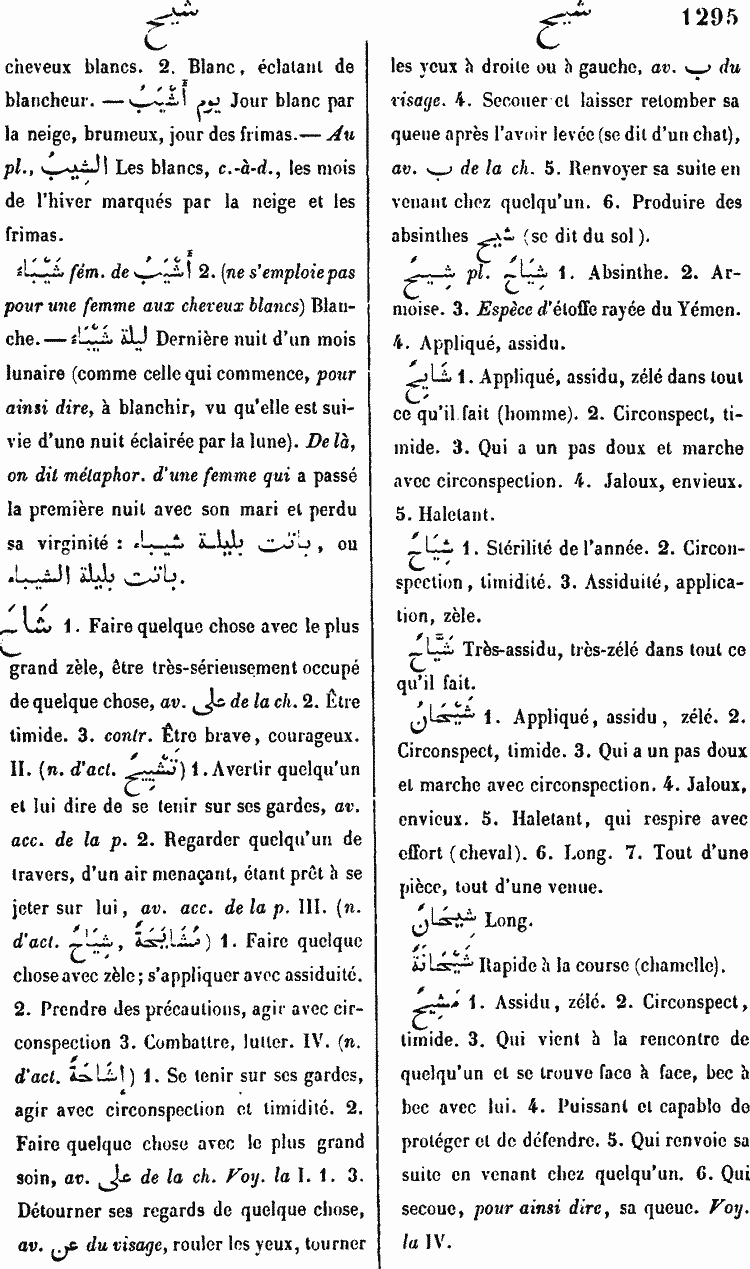 شيح
شيح 1295
cheveux blancs. 2. Blanc, éclatant de
blancheur. — يوم أَشْيَبُ Jour blanc par
la neige, brumeux, jour des frimas. — Au
pl., الشيبُ Les blancs, c.-à-d., les mois
de l'hiver marqués par la neige et les
frimas.
شَيْبَاءُ fém. de أَشْيَبُ 2. (ne s'emploie pas
pour une femme aux cheveux blancs) Blan-
che. — ليلة شَيْبَاءُ Dernière nuit d'un mois
lunaire (comme celle qui commence, pour
ainsi dire, à blanchir, vu qu'elle est sui-
vie d'une nuit éclairée par la lune). De là,
on dit métaphor. d'une femme qui a passé
la première nuit avec son mari et perdu
sa virginité : باتت بليلة شيباء, ou
باتت بليلة الشيباء.
شَاحَ 1. Faire quelque chose avec le plus
grand zèle, être très-sérieusement occupé
de quelque chose, av. على de la ch. 2. Être
timide. 3. contr. Être brave, courageux.
II. (n. d'act. تَشْيِيحٌ) 1. Avertir quelqu'un
et lui dire de se tenir sur ses gardes, av.
acc. de la p. 2. Regarder quelqu'un de
travers, d'un air menaçant, étant prêt à se
jeter sur lui, av. acc. de la p. III. (n.
d'act. شِيَاحٌ, مُشَايَحَةٌ) 1. Faire quelque
chose avec zèle; s'appliquer avec assiduité.
2. Prendre des précautions, agir avec cir-
conspection 3. Combattre, lutter. IV. (n.
d'act. إِشَاحَةٌ) 1. Se tenir sur ses gardes,
agir avec circonspection et timidité. 2.
Faire quelque chose avec le plus grand
soin, av. على de la ch. Voy. la I. 1. 3.
Détourner ses regards de quelque chose,
av. عن du visage, rouler les yeux, tourner
les yeux à droite ou à gauche, av. ب du
visage. 4. Secouer et laisser retomber sa
queue après l'avoir levée (se dit d'un chat),
av. ب de la ch. 5. Renvoyer sa suite en
venant chez quelqu'un. 6. Produire des
absinthes شيح (se dit du sol).
شِيحٌ pl. شِيَاحٌ 1. Absinthe. 2. Ar-
moise. 3. Espèce d'étoffe rayée du Yémen.
4. Appliqué, assidu.
شَايِحٌ 1. Appliqué, assidu, zélé dans tout
ce qu'il fait (homme). 2. Circonspect, ti-
mide. 3. Qui a un pas doux et marche
avec circonspection. 4. Jaloux, envieux.
5. Haletant.
شِيَاحٌ 1. Stérilité de l'année. 2. Circon-
spection, timidité. 3. Assiduité, applica-
tion, zèle.
شَيَّاحٌ Très-assidu, très-zélé dans tout ce
qu'il fait.
شَيْحَانٌ 1. Appliqué, assidu, zélé. 2.
Circonspect, timide. 3. Qui a un pas doux
et marche avec circonspection. 4. Jaloux,
envieux. 5. Haletant, qui respire avec
effort (cheval). 6. Long. 7. Tout d'une
pièce, tout d'une venue.
شِيحَانٌ Long.
شَيْحَانَةٌ Rapide à la course (chamelle).
مُشِيحٌ 1. Assidu, zélé. 2. Circonspect,
timide. 3. Qui vient à la rencontre de
quelqu'un et se trouve face à face, bec à
bec avec lui. 4. Puissant et capable de
protéger et de défendre. 5. Qui renvoie sa
suite en venant chez quelqu'un. 6. Qui
secoue, pour ainsi dire, sa queue. Voy.
la IV.